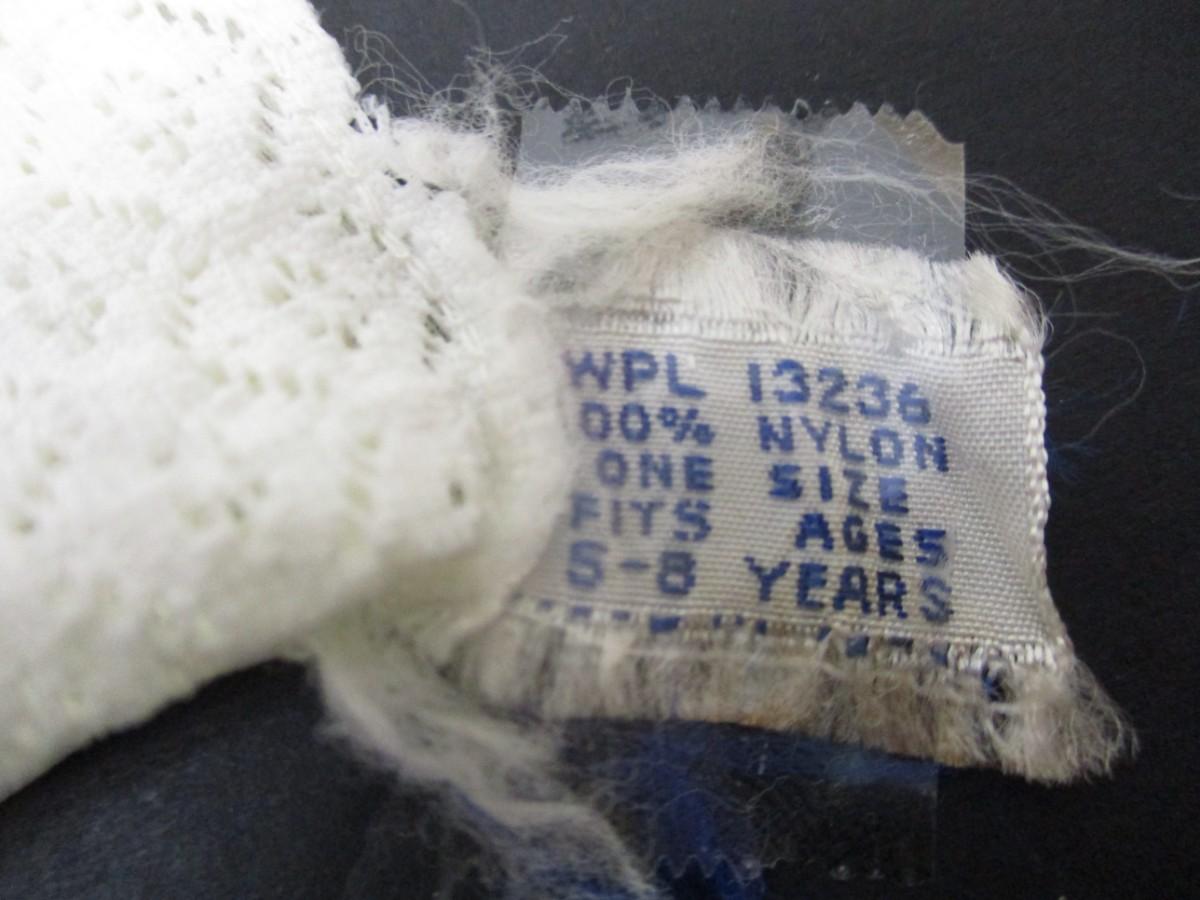 WPL 13236
00% NYLON
ONE SIZE
FITS AGES
5-8 YEARS